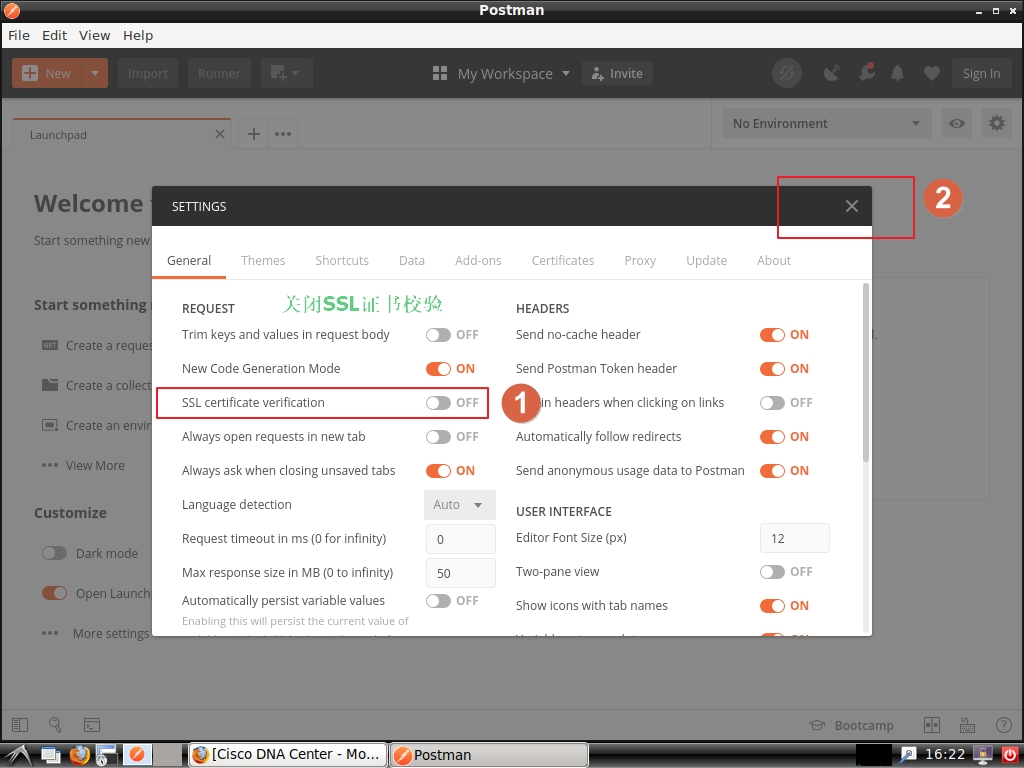 Postman
File Edit View Help
New Import Runner My Workspace Invite Sign In
Launchpad No Environment
Welcome
2
SETTINGS
Start something new
General Themes Shortcuts Data Add-ons Certificates Proxy Update About
Start something
REQUEST 关闭SSL证书校验
Trim keys and values in request body OFF
New Code Generation Mode ON
SSL certificate verification OFF
1
Always open requests in new tab OFF
Always ask when closing unsaved tabs ON
Language detection Auto
Request timeout in ms (0 for infinity) 0
Max response size in MB (0 to infinity) 50
Automatically persist variable values OFF
Enabling this will persist the current value of
HEADERS
Send no-cache header ON
Send Postman Token header ON
in headers when clicking on links OFF
Automatically follow redirects ON
Send anonymous usage data to Postman ON
USER INTERFACE
Editor Font Size (px) 12
Two-pane view OFF
Show icons with tab names ON
GET Create a reques
Create a collect
Create an envir
View More
Customize
Dark mode
Open Launch
More settings
Bootcamp
[Cisco DNA Center - Mo... Postman 16:22